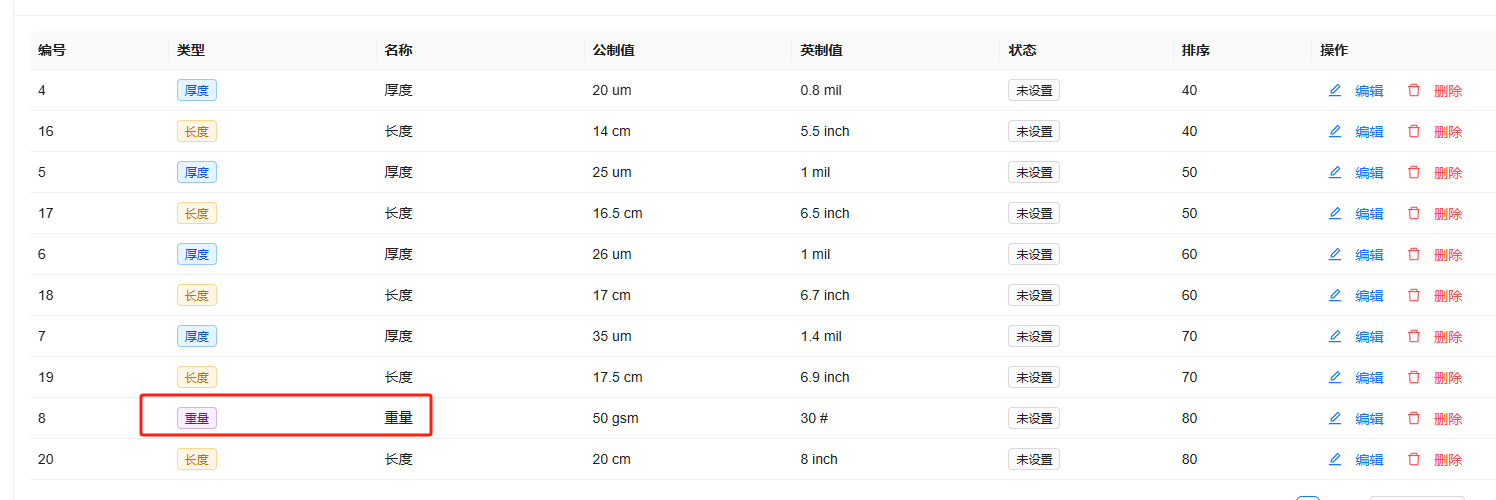 编号 类型 名称 公制值 英制值 状态 排序 操作
4 厚度 厚度 20 um 0.8 mil 未设置 40 编辑 删除
16 长度 长度 14 cm 5.5 inch 未设置 40 编辑 删除
5 厚度 厚度 25 um 1 mil 未设置 50 编辑 删除
17 长度 长度 16.5 cm 6.5 inch 未设置 50 编辑 删除
6 厚度 厚度 26 um 1 mil 未设置 60 编辑 删除
18 长度 长度 17 cm 6.7 inch 未设置 60 编辑 删除
7 厚度 厚度 35 um 1.4 mil 未设置 70 编辑 删除
19 长度 长度 17.5 cm 6.9 inch 未设置 70 编辑 删除
8 重量 重量 50 gsm 30 # 未设置 80 编辑 删除
20 长度 长度 20 cm 8 inch 未设置 80 编辑 删除